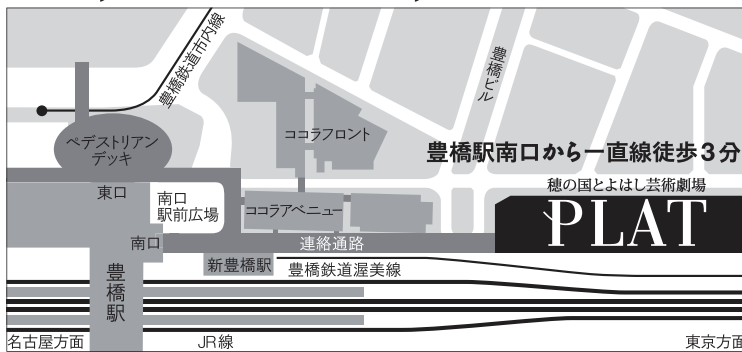 豊橋鉄道市内線
豊橋ビル
ペデストリアン
デッキ
ココラフロント
豊橋駅南口から一直線徒歩3分
穂の国とよはし芸術劇場
PLAT
東口
南口
駅前広場
ココラアベニュー
南口
連絡通路
新豊橋駅
豊橋鉄道渥美線
豊橋駅
名古屋方面
JR線
東京方面